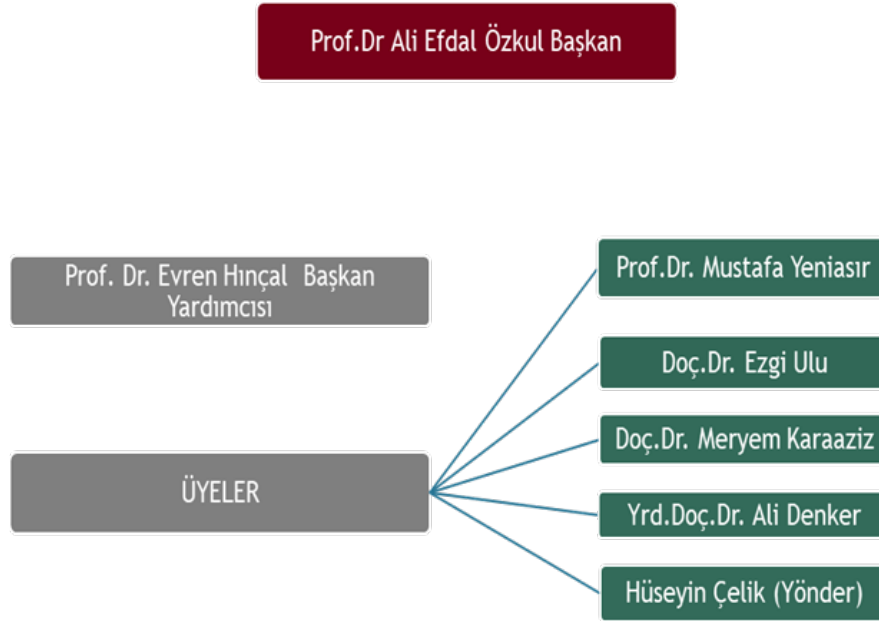 Prof.Dr Ali Efdal Özkul Başkan
Prof. Dr. Evren Hınçal Başkan
Yardımcısı
ÜYELER
Prof.Dr. Mustafa Yeniasır
Doç.Dr. Ezgi Ulu
Doç.Dr. Meryem Karaaziz
Yrd.Doç.Dr. Ali Denker
Hüseyin Çelik (Yönder)